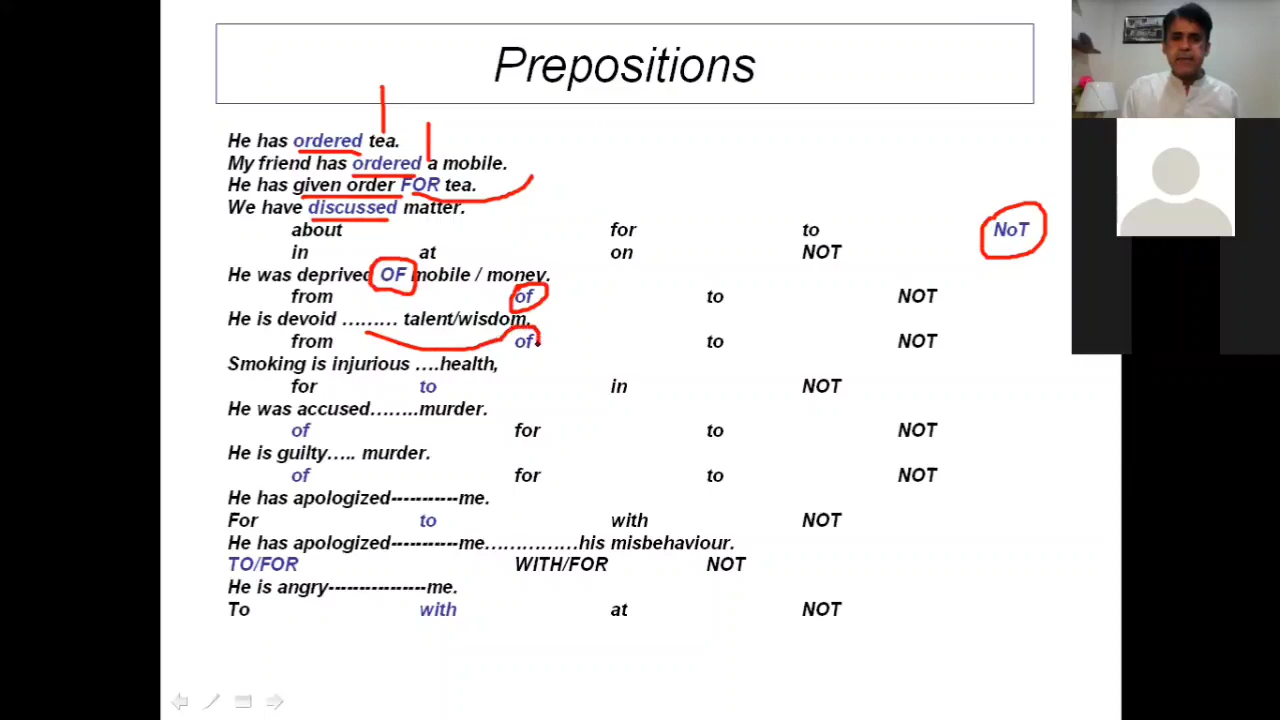 Prepositions
He has ordered tea.
My friend has ordered a mobile.
He has given order FOR tea.
We have discussed matter.
about for to NoT
in at on NOT
He was deprived OF mobile / money.
from of to NOT
He is devoid ……… talent/wisdom.
from of to NOT
Smoking is injurious ….health,
for to in NOT
He was accused……..murder.
of for to NOT
He is guilty….. murder.
of for to NOT
He has apologized-----------me.
For to with NOT
He has apologized-----------me……………his misbehaviour.
TO/FOR WITH/FOR NOT
He is angry----------------me.
To with at NOT